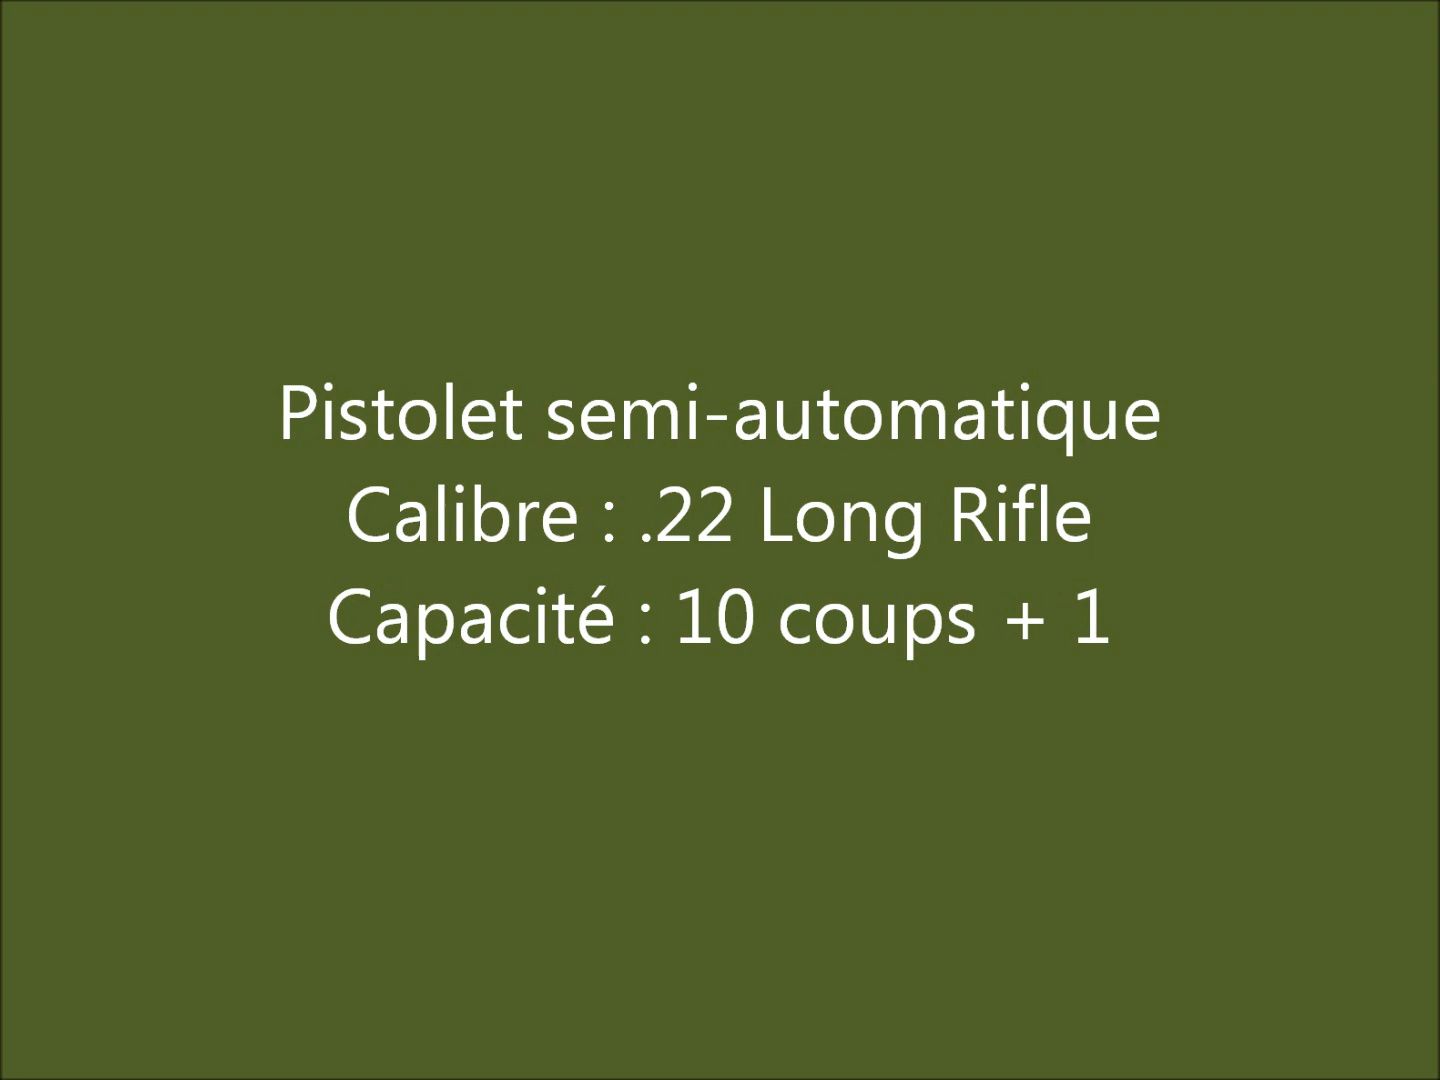 Pistolet semi-automatique
Calibre : .22 Long Rifle
Capacité : 10 coups + 1